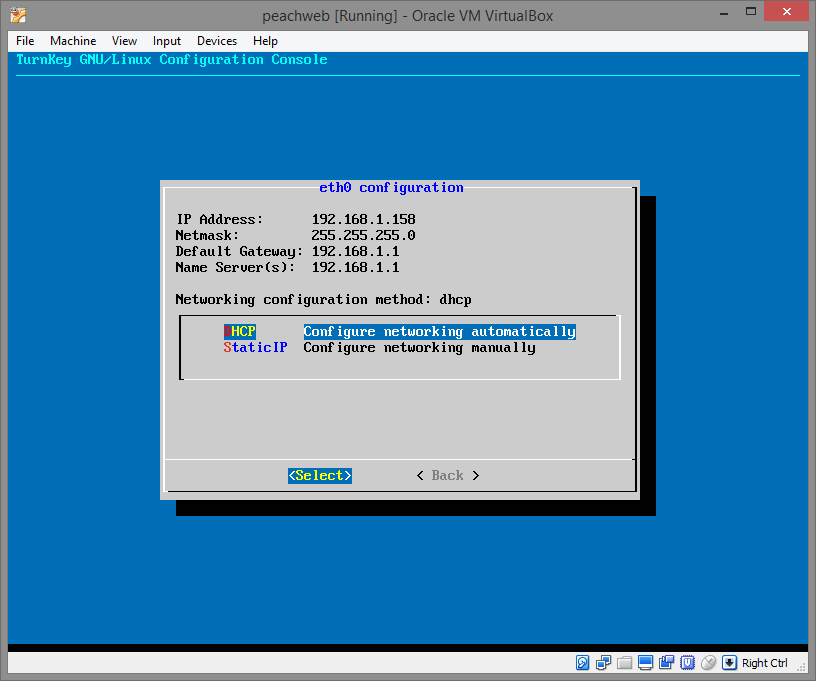 peachweb [Running] - Oracle VM VirtualBox
File Machine View Input Devices Help
TurnKey GNU/Linux Configuration Console
eth0 configuration
IP Address: 192.168.1.158
Netmask: 255.255.255.0
Default Gateway: 192.168.1.1
Name Server(s): 192.168.1.1
Networking configuration method: dhcp
DHCP Configure networking automatically
StaticIP Configure networking manually
<Select> < Back >
Right Ctrl